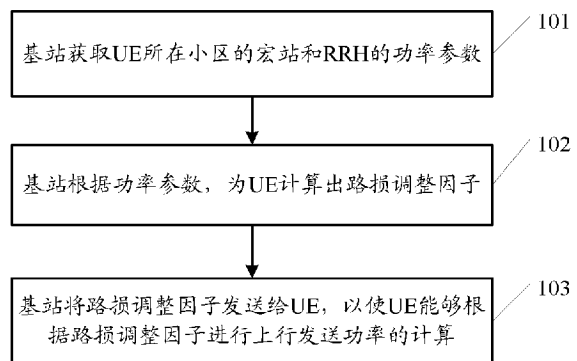 101
基站获取UE所在小区的宏站和RRH的功率参数
102
基站根据功率参数，为UE计算出路损调整因子
103
基站将路损调整因子发送给UE，以使UE能够根
据路损调整因子进行上行发送功率的计算